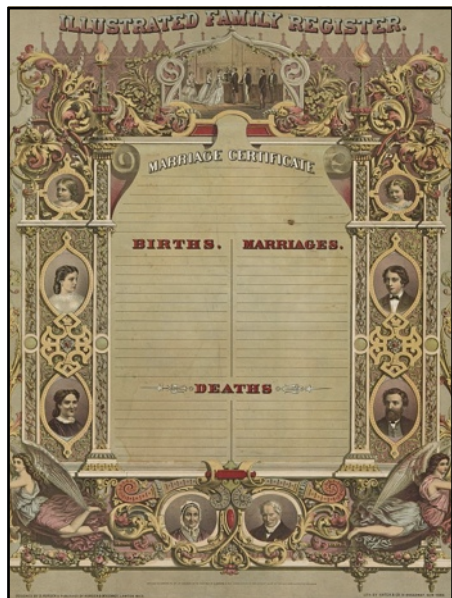 ILLUSTRATED FAMILY REGISTER.
MARRIAGE CERTIFICATE
BIRTHS. MARRIAGES.
DEATHS